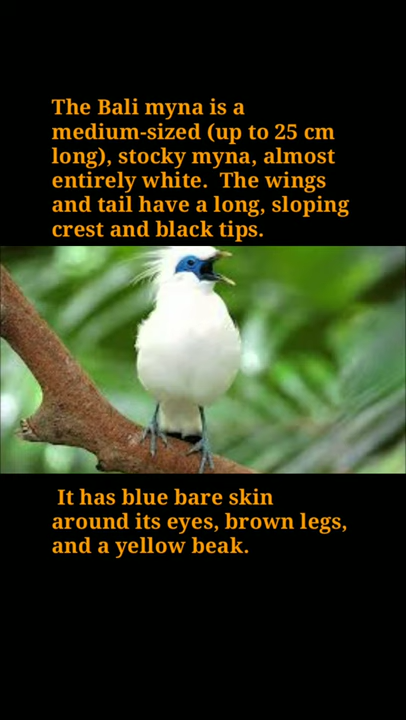 The Bali myna is a
medium-sized (up to 25 cm
long), stocky myna, almost
entirely white.  The wings
and tail have a long, sloping
crest and black tips.
It has blue bare skin
around its eyes, brown legs,
and a yellow beak.